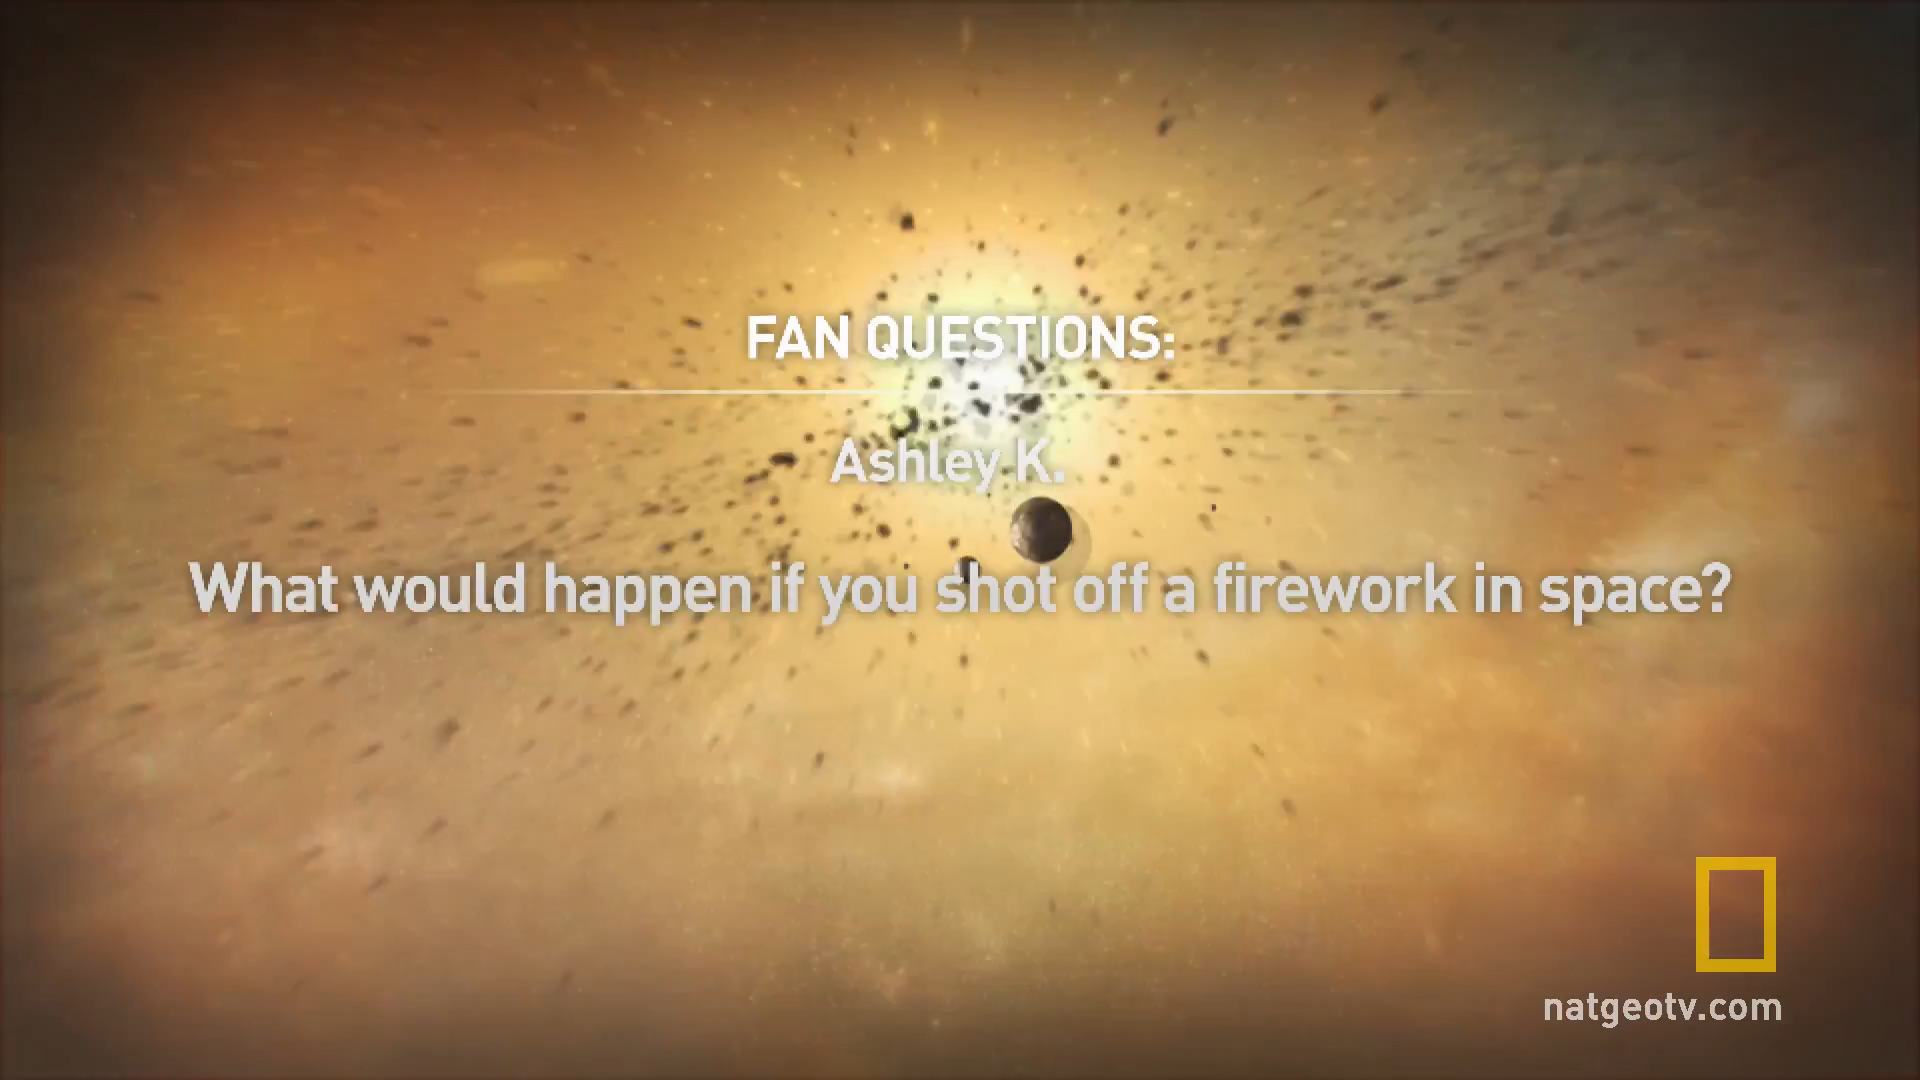 FAN QUESTIONS:
Ashley K.
What would happen if you shot off a firework in space?
natgeotv.com